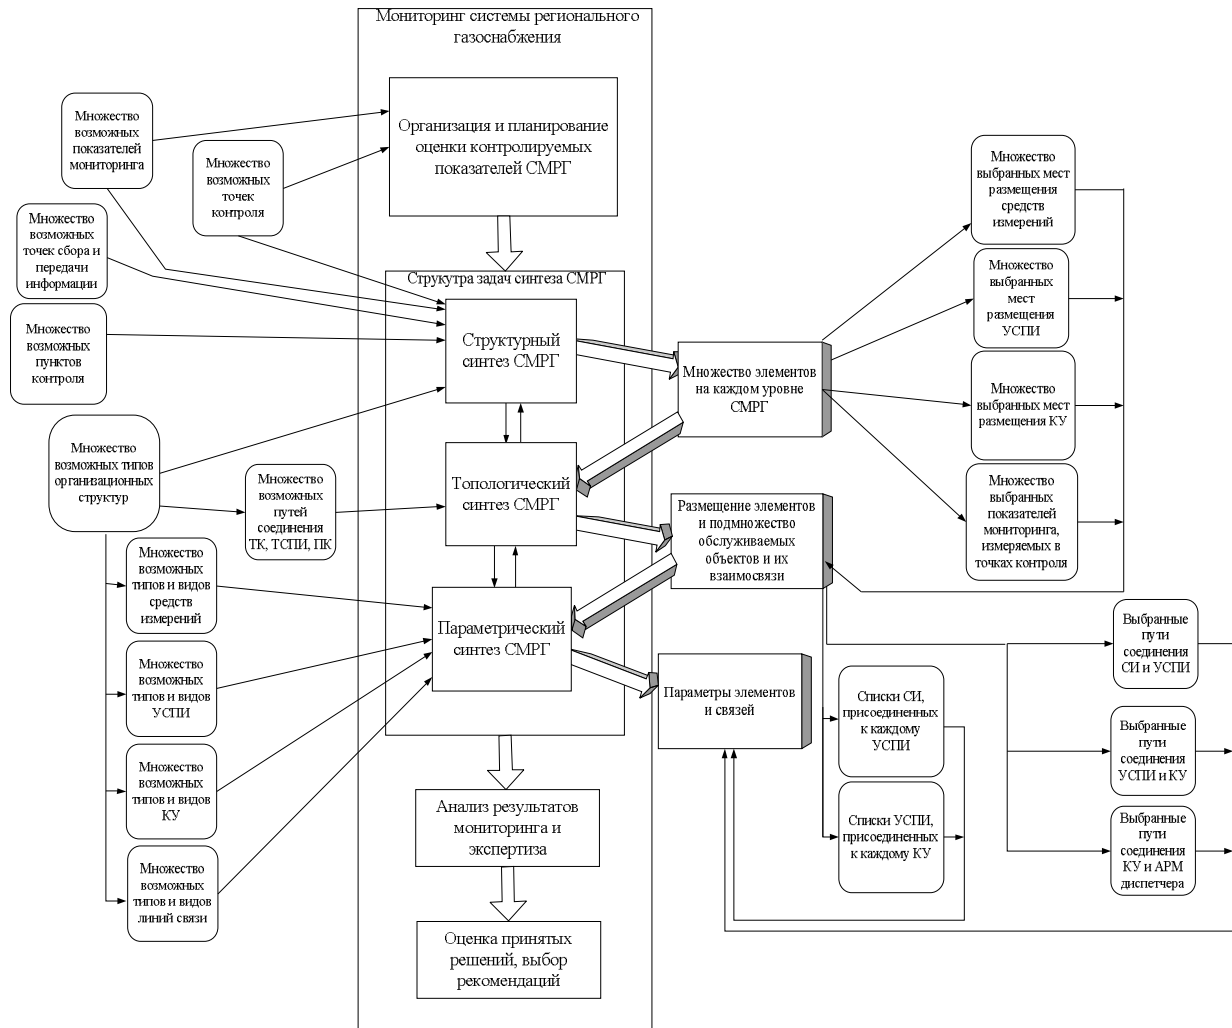 Мониторинг системы регионального
газоснабжения
Организация и планирование
оценки контролируемых
показателей СМРГ
Множество
возможных
показателей
мониторинга
Множество
возможных
точек
контроля
Множество
возможных
точек сбора и
передачи
информации
Множество
возможных
пунктов
контроля
Множество
возможных типов
организационных
структур
Множество
возможных
путей
соединения
ТК, ТСПИ, ПК
Множество
возможных
типов и видов
средств
измерений
Множество
возможных
типов и видов
УСПИ
Множество
возможных
типов и видов
КУ
Множество
возможных
типов и видов
линий связи
Струкутра задач синтеза СМРГ
Структурный
синтез СМРГ
Топологический
синтез СМРГ
Параметрический
синтез СМРГ
Анализ результатов
мониторинга и
экспертиза
Оценка принятых
решений, выбор
рекомендаций
Множество элементов
на каждом уровне
СМРГ
Размещение элементов
и подмножество
обслуживаемых
объектов и их
взаимосвязи
Параметры элементов
и связей
Множество
выбранных мест
размещения
средств
измерений
Множество
выбранных
мест
размещения
УСПИ
Множество
выбранных мест
размещения КУ
Множество
выбранных
показателей
мониторинга,
измеряемых в
точках контроля
Списки СИ,
присоединенных
к каждому
УСПИ
Списки УСПИ,
присоединенных
к каждому КУ
Выбранные
пути
соединения
СИ и УСПИ
Выбранные
пути
соединения
УСПИ и КУ
Выбранные
пути
соединения
КУ и АРМ
диспетчера